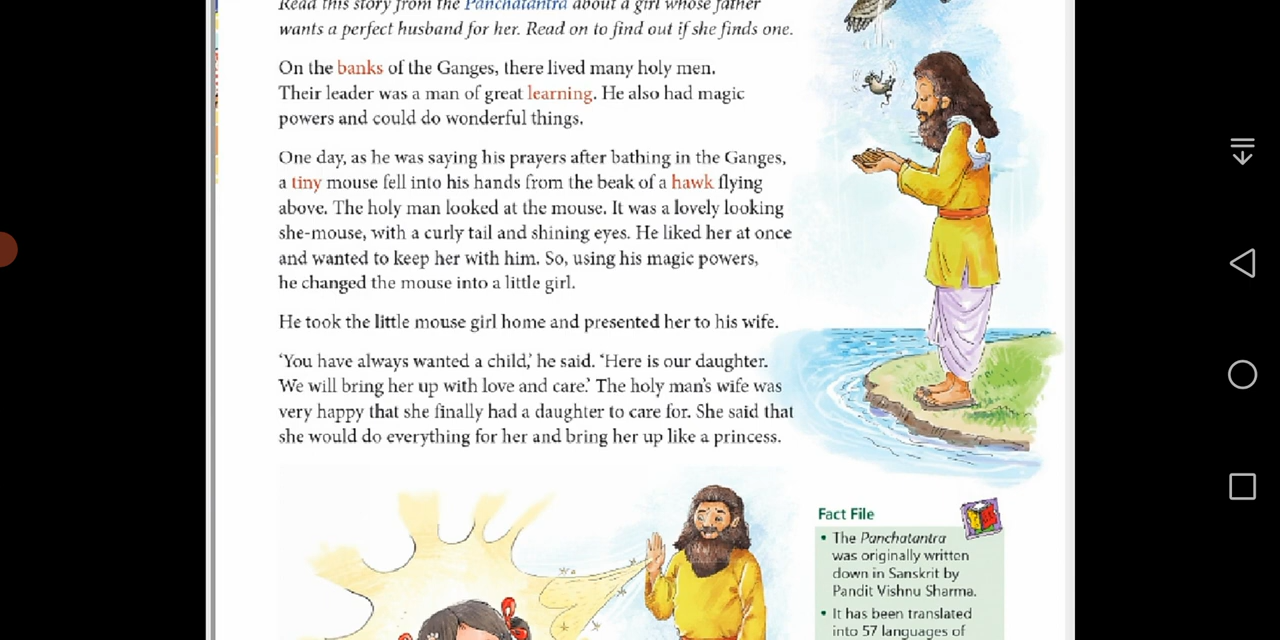 Read this story from the Panchatantra about a girl whose father
wants a perfect husband for her. Read on to find out if she finds one.
On the banks of the Ganges, there lived many holy men.
Their leader was a man of great learning. He also had magic
powers and could do wonderful things.
One day, as he was saying his prayers after bathing in the Ganges,
a tiny mouse fell into his hands from the beak of a hawk flying
above. The holy man looked at the mouse. It was a lovely looking
she-mouse, with a curly tail and shining eyes. He liked her at once
and wanted to keep her with him. So, using his magic powers,
he changed the mouse into a little girl.
He took the little mouse girl home and presented her to his wife.
‘You have always wanted a child,’ he said. ‘Here is our daughter.
We will bring her up with love and care.’ The holy man’s wife was
very happy that she finally had a daughter to care for. She said that
she would do everything for her and bring her up like a princess.
Fact File
• The Panchatantra
was originally written
down in Sanskrit by
Pandit Vishnu Sharma.
• It has been translated
into 57 languages of